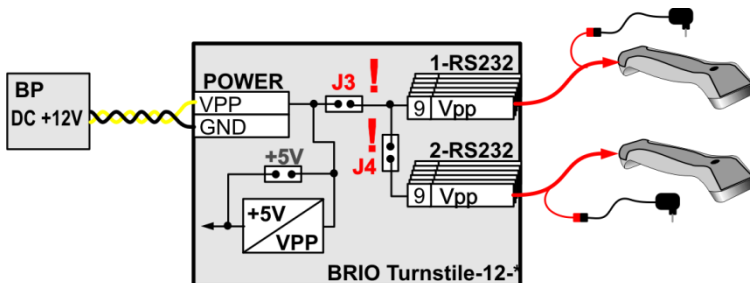 BP
DC +12V
POWER
VPP
GND
J3
!
1-RS232
9 Vpp
!
J4
+5V
2-RS232
9 Vpp
+5V
VPP
BRIO Turnstile-12-*